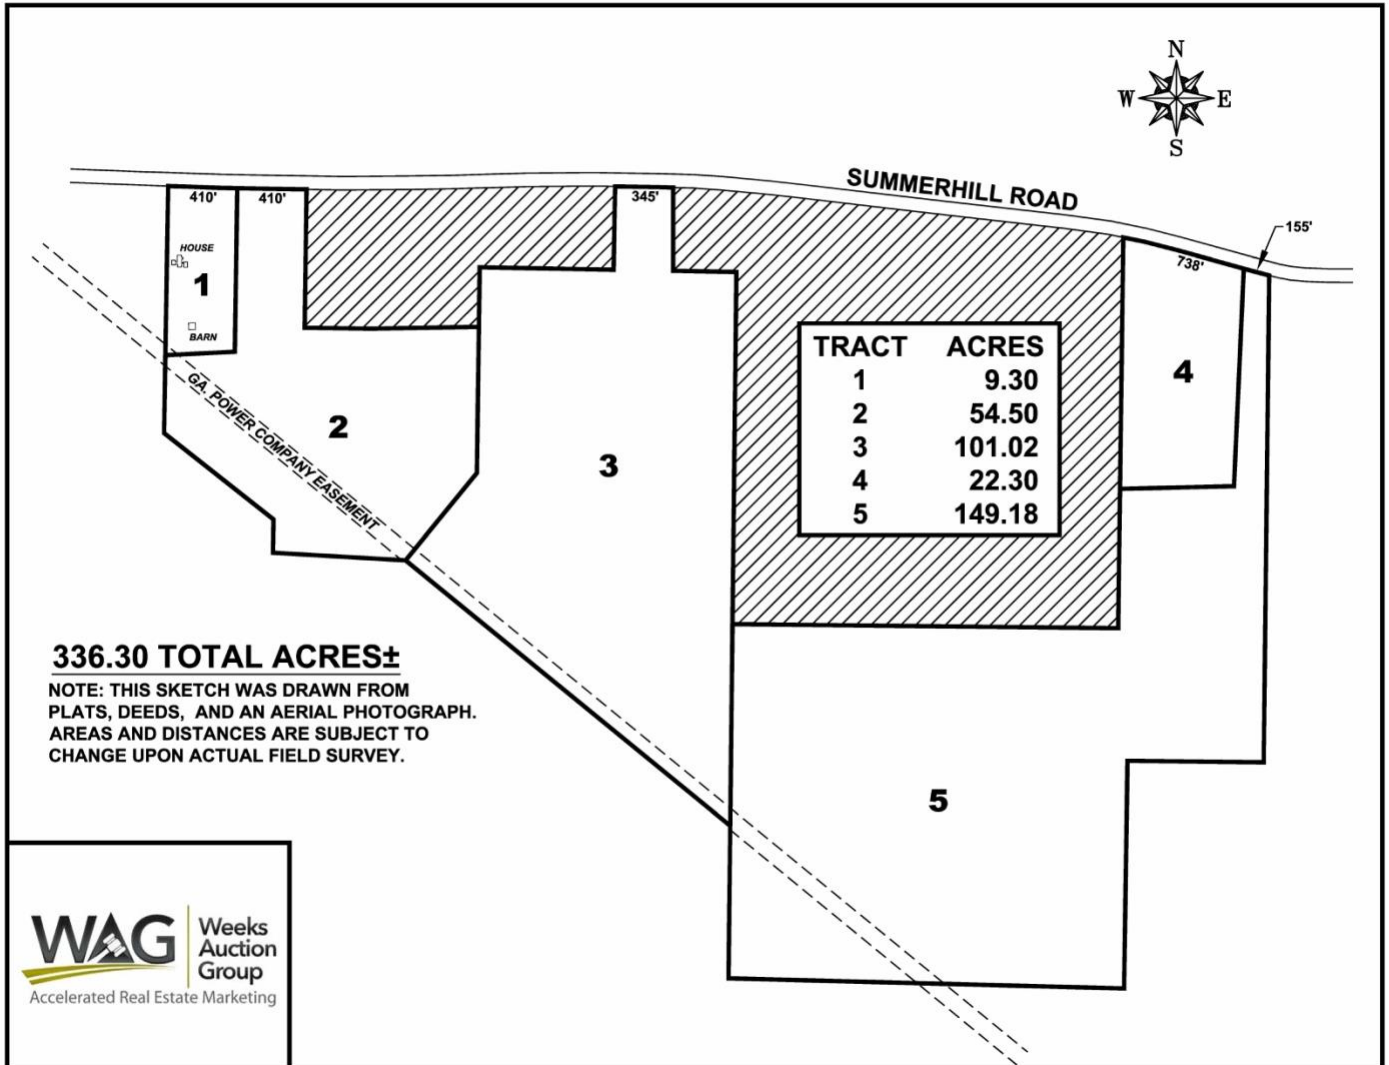 N
W E
S
SUMMERHILL ROAD
410' 410' 345' 155'
738'
HOUSE
1
BARN
GA. POWER COMPANY EASEMENT
2
3
4
5
TRACT ACRES
1 9.30
2 54.50
3 101.02
4 22.30
5 149.18
336.30 TOTAL ACRES±
NOTE: THIS SKETCH WAS DRAWN FROM
PLATS, DEEDS, AND AN AERIAL PHOTOGRAPH.
AREAS AND DISTANCES ARE SUBJECT TO
CHANGE UPON ACTUAL FIELD SURVEY.
WAG
Weeks
Auction
Group
Accelerated Real Estate Marketing